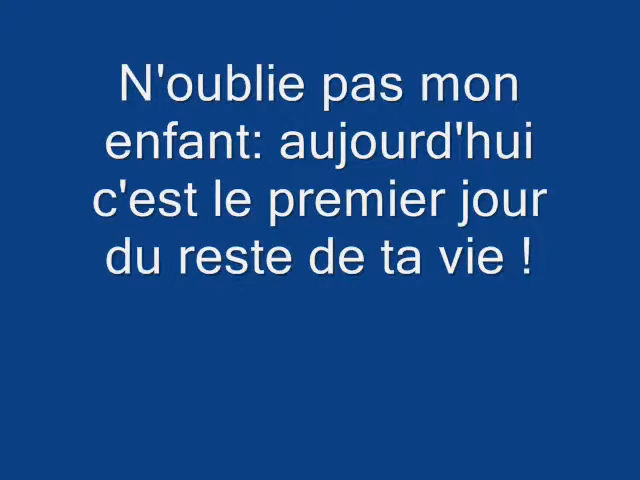 N'oublie pas mon
enfant: aujourd'hui
c'est le premier jour
du reste de ta vie !